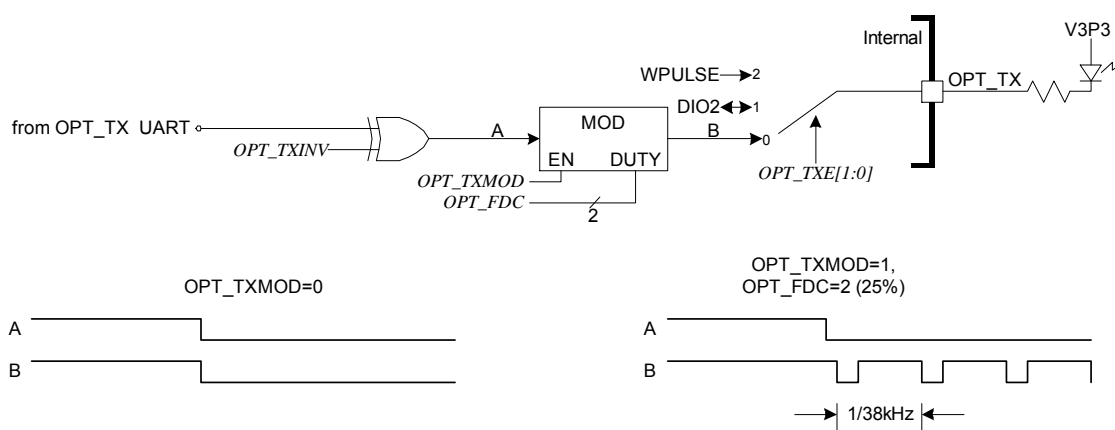 V3P3
Internal
OPT_TX
WPULSE 2
DIO2 1
from OPT_TX UART
OPT_TXINV
A
MOD
EN DUTY
B
0
OPT_TXMOD
OPT_FDC
2
OPT_TXE[1:0]
OPT_TXMOD=0
A
B
OPT_TXMOD=1,
OPT_FDC=2 (25%)
A
B
1/38kHz